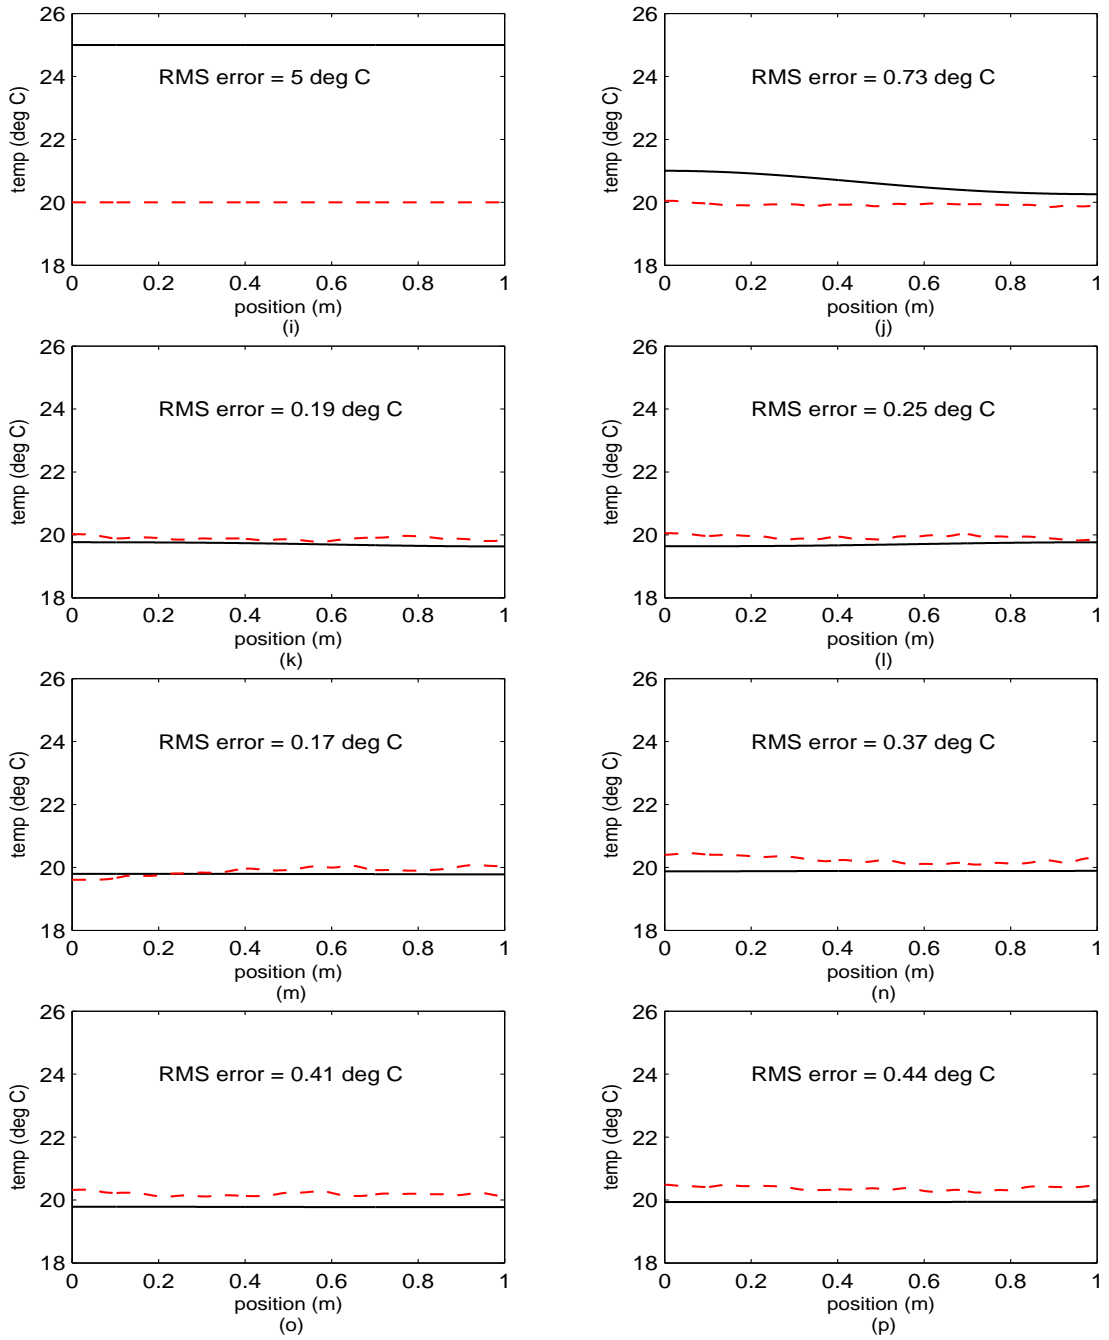 26
24
22
20
18
temp (deg C)
RMS error = 5 deg C
0 0.2 0.4 0.6 0.8 1
position (m)
(i)
26
24
22
20
18
temp (deg C)
RMS error = 0.73 deg C
0 0.2 0.4 0.6 0.8 1
position (m)
(j)
26
24
22
20
18
temp (deg C)
RMS error = 0.19 deg C
0 0.2 0.4 0.6 0.8 1
position (m)
(k)
26
24
22
20
18
temp (deg C)
RMS error = 0.25 deg C
0 0.2 0.4 0.6 0.8 1
position (m)
(l)
26
24
22
20
18
temp (deg C)
RMS error = 0.17 deg C
0 0.2 0.4 0.6 0.8 1
position (m)
(m)
26
24
22
20
18
temp (deg C)
RMS error = 0.37 deg C
0 0.2 0.4 0.6 0.8 1
position (m)
(n)
26
24
22
20
18
temp (deg C)
RMS error = 0.41 deg C
0 0.2 0.4 0.6 0.8 1
position (m)
(o)
26
24
22
20
18
temp (deg C)
RMS error = 0.44 deg C
0 0.2 0.4 0.6 0.8 1
position (m)
(p)